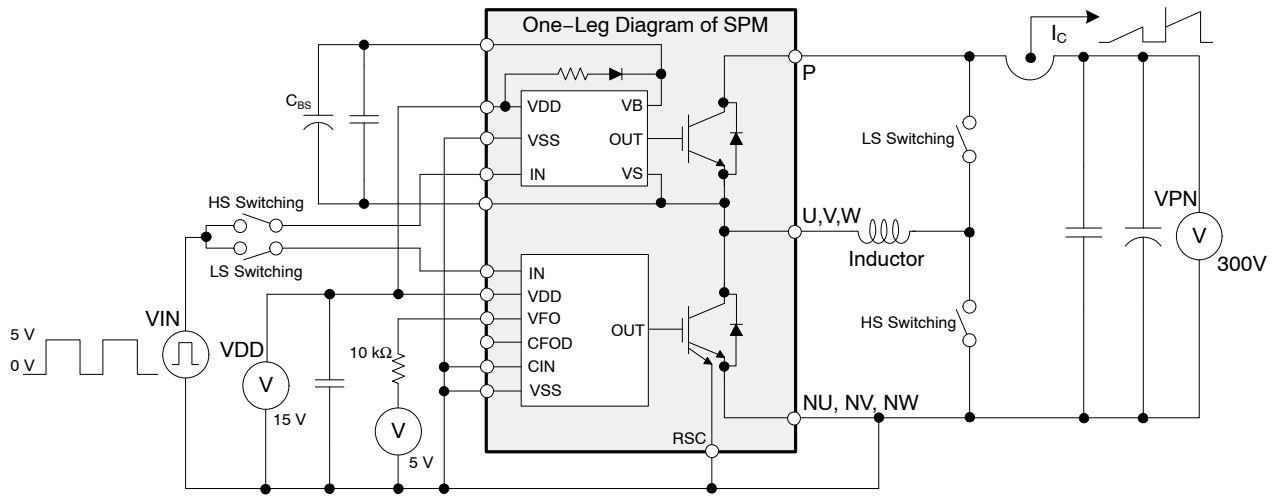 One–Leg Diagram of SPM
IC
P
CBS
VDD
VB
VSS
OUT
IN
VS
LS Switching
HS Switching
LS Switching
U,V,W
Inductor
VPN
V
300V
IN
VDD
VFO
CFOD
CIN
VSS
OUT
HS Switching
VIN
5 V
0 V
VDD
V
15 V
10 kΩ
V
5 V
NU, NV, NW
RSC